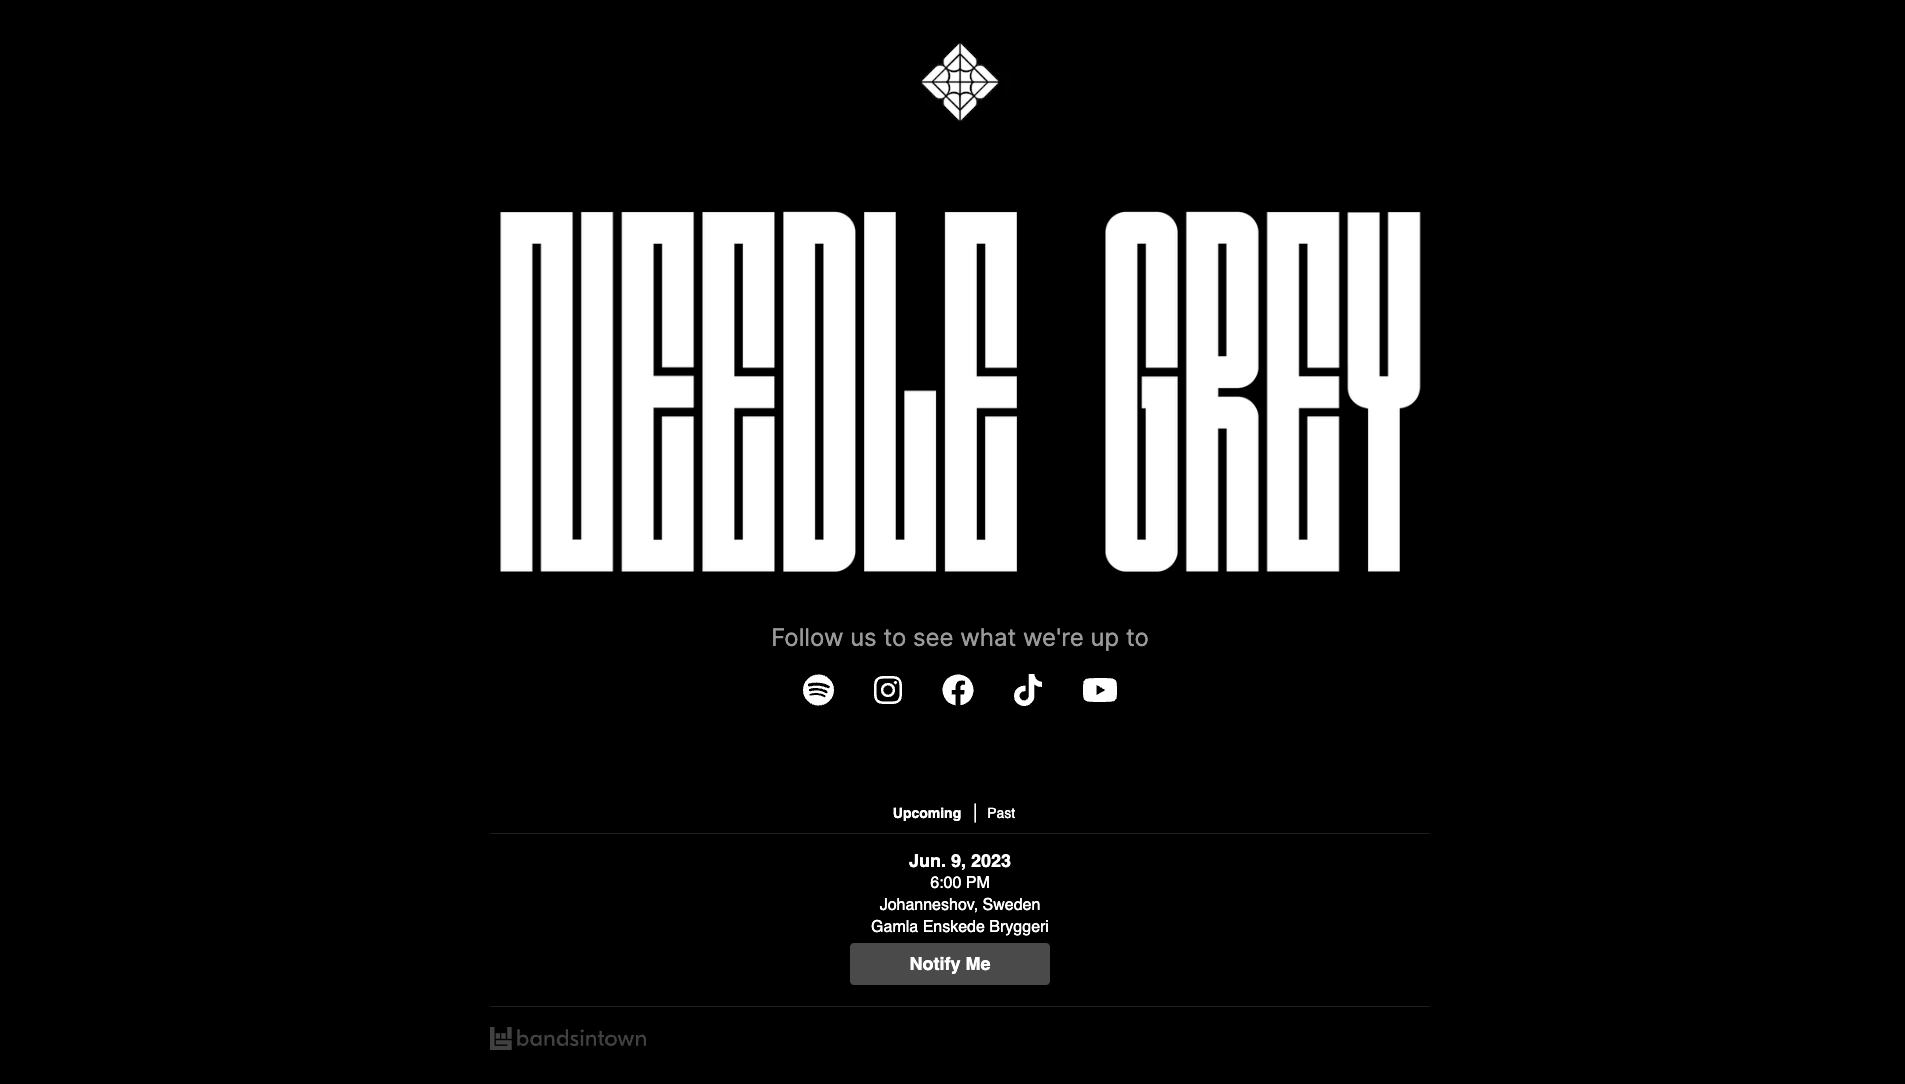 NEEDLE GREY
Follow us to see what we're up to
Upcoming | Past
Jun. 9, 2023
6:00 PM
Johanneshov, Sweden
Gamla Enskede Bryggeri
Notify Me
bandsintown